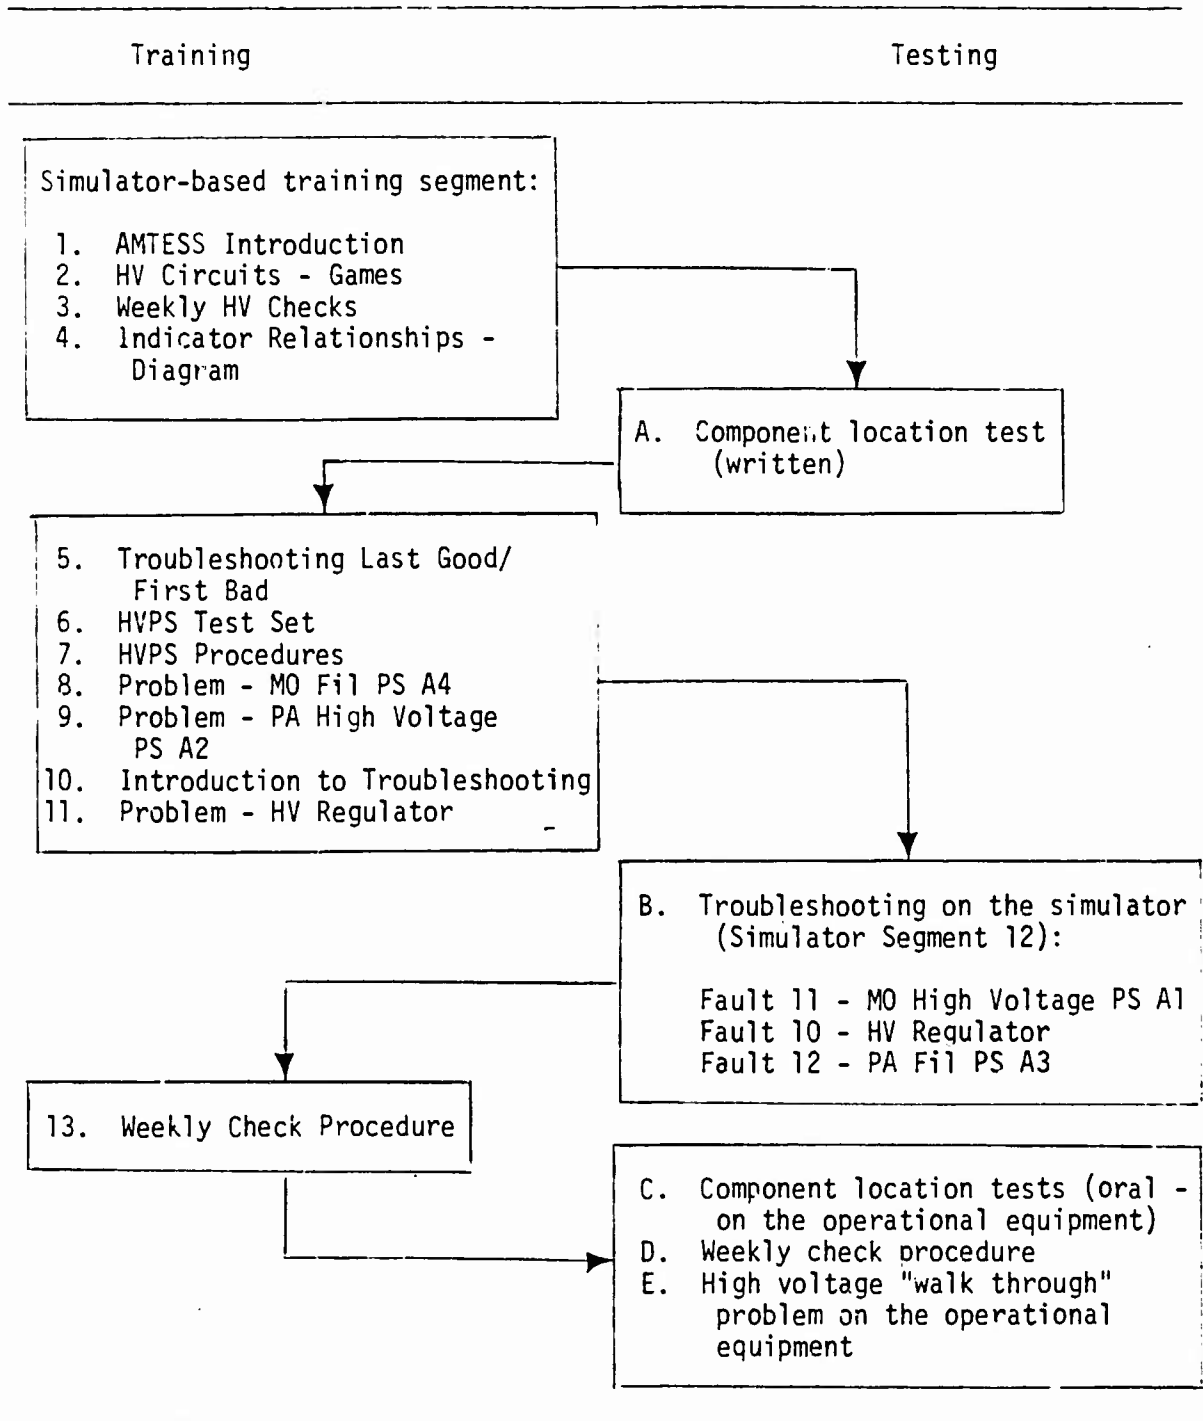 Training
Testing
Simulator-based training segment:
1. AMTESS Introduction
2. HV Circuits - Games
3. Weekly HV Checks
4. Indicator Relationships -
Diagram
A. Component location test
(written)
5. Troubleshooting Last Good/
First Bad
6. HVPS Test Set
7. HVPS Procedures
8. Problem - MO Fil PS A4
9. Problem - PA High Voltage
PS A2
10. Introduction to Troubleshooting
11. Problem - HV Regulator
B. Troubleshooting on the simulator
(Simulator Segment 12):
Fault 11 - MO High Voltage PS A1
Fault 10 - HV Regulator
Fault 12 - PA Fil PS A3
13. Weekly Check Procedure
C. Component location tests (oral -
on the operational equipment)
D. Weekly check procedure
E. High voltage "walk through"
problem on the operational
equipment